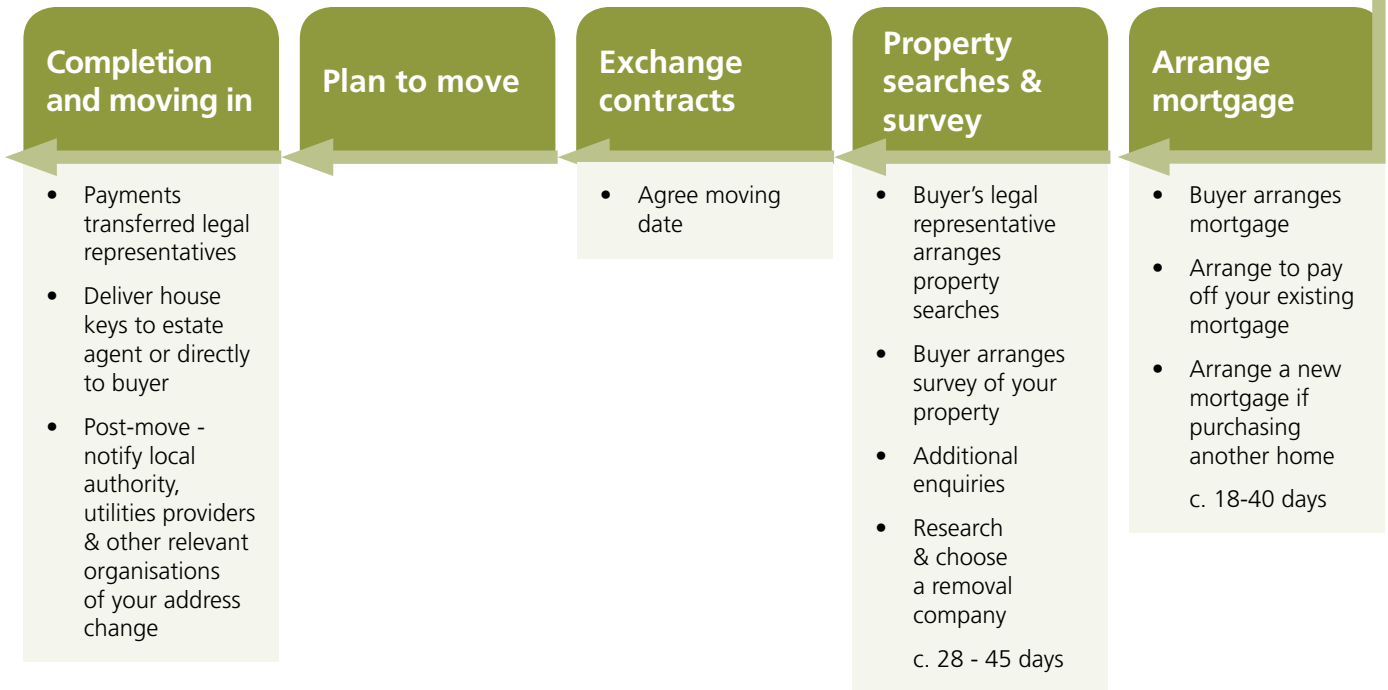 Completion
and moving in
• Payments
transferred legal
representatives
• Deliver house
keys to estate
agent or directly
to buyer
• Post-move -
notify local
authority,
utilities providers
& other relevant
organisations
of your address
change
Plan to move
Exchange
contracts
• Agree moving
date
Property
searches &
survey
• Buyer’s legal
representative
arranges
property
searches
• Buyer arranges
survey of your
property
• Additional
enquiries
• Research
& choose
a removal
company
c. 28 - 45 days
Arrange
mortgage
• Buyer arranges
mortgage
• Arrange to pay
off your existing
mortgage
• Arrange a new
mortgage if
purchasing
another home
c. 18-40 days